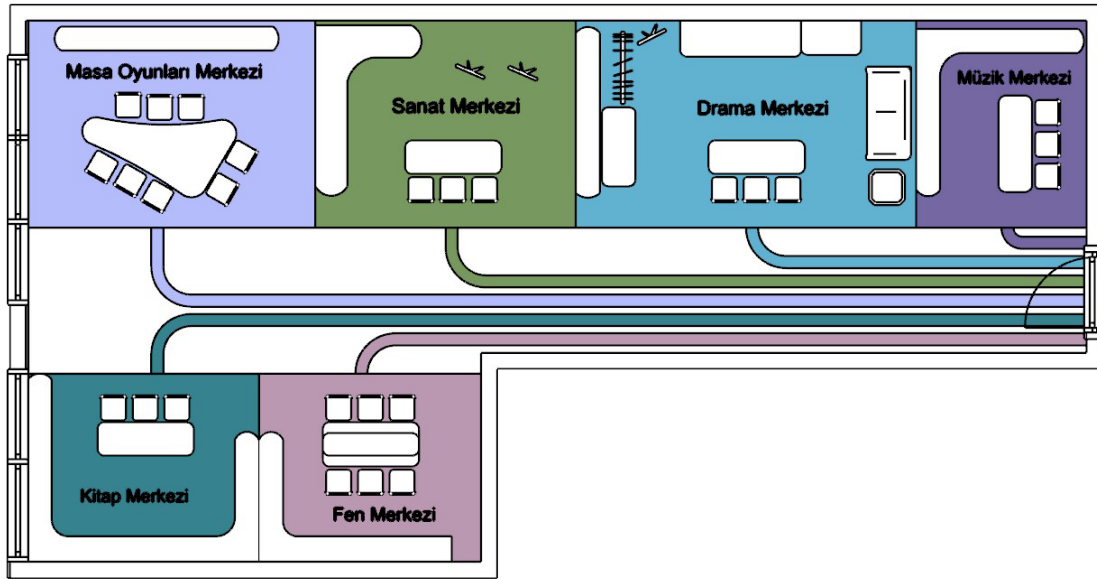 Masa Oyunları Merkezi
Sanat Merkezi
Drama Merkezi
Müzik Merkezi
Kitap Merkezi
Fen Merkezi